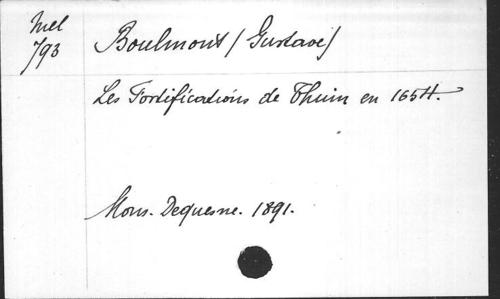 Mel
793
Boulmont (Gustave)
Les Fortifications de Thuin en 1654.
Mons. Dequesne. 1891.